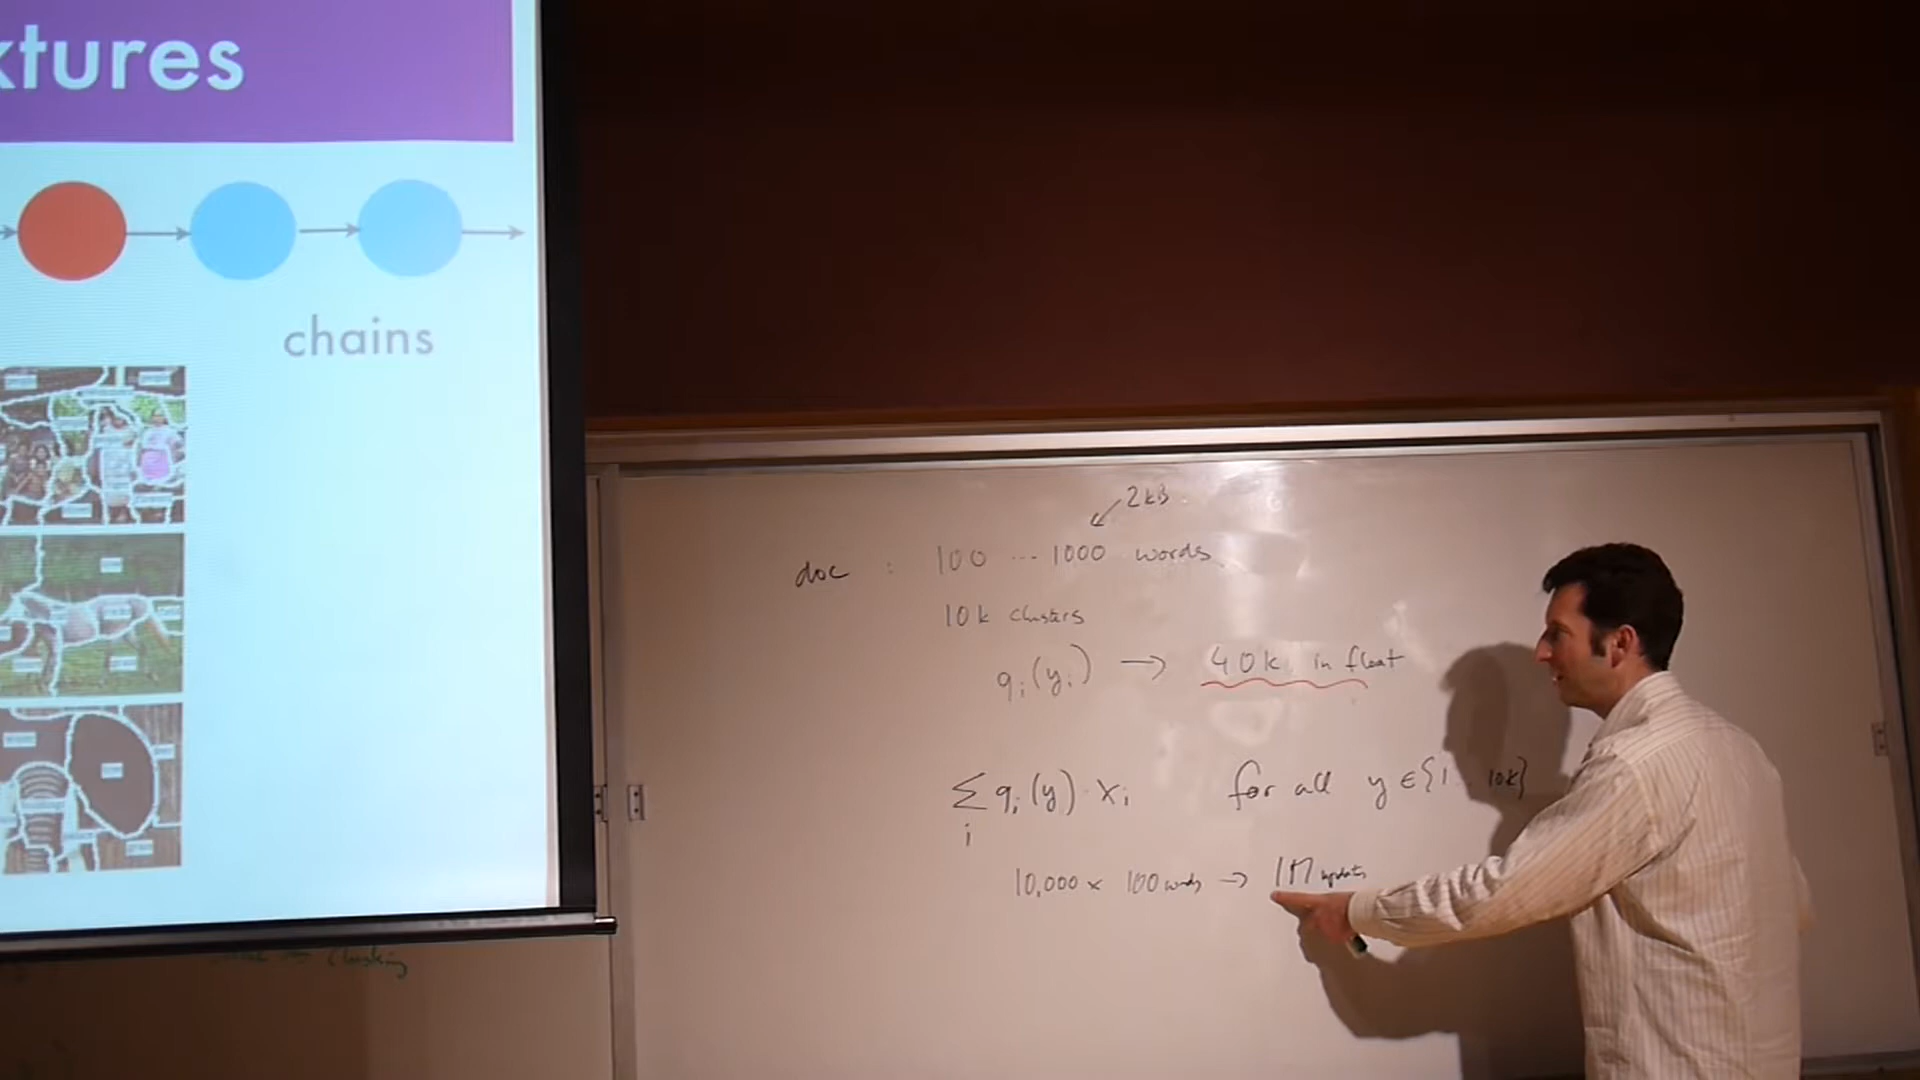 xtures
chains
2kB
doc : 100 ... 1000 words
10k clusters
qᵢ(yᵢ) → 40k in float
∑ᵢ qᵢ(y) · xᵢ for all y ∈ {1 .. 10k}
10,000 x 100 words → 1M updates
clustering